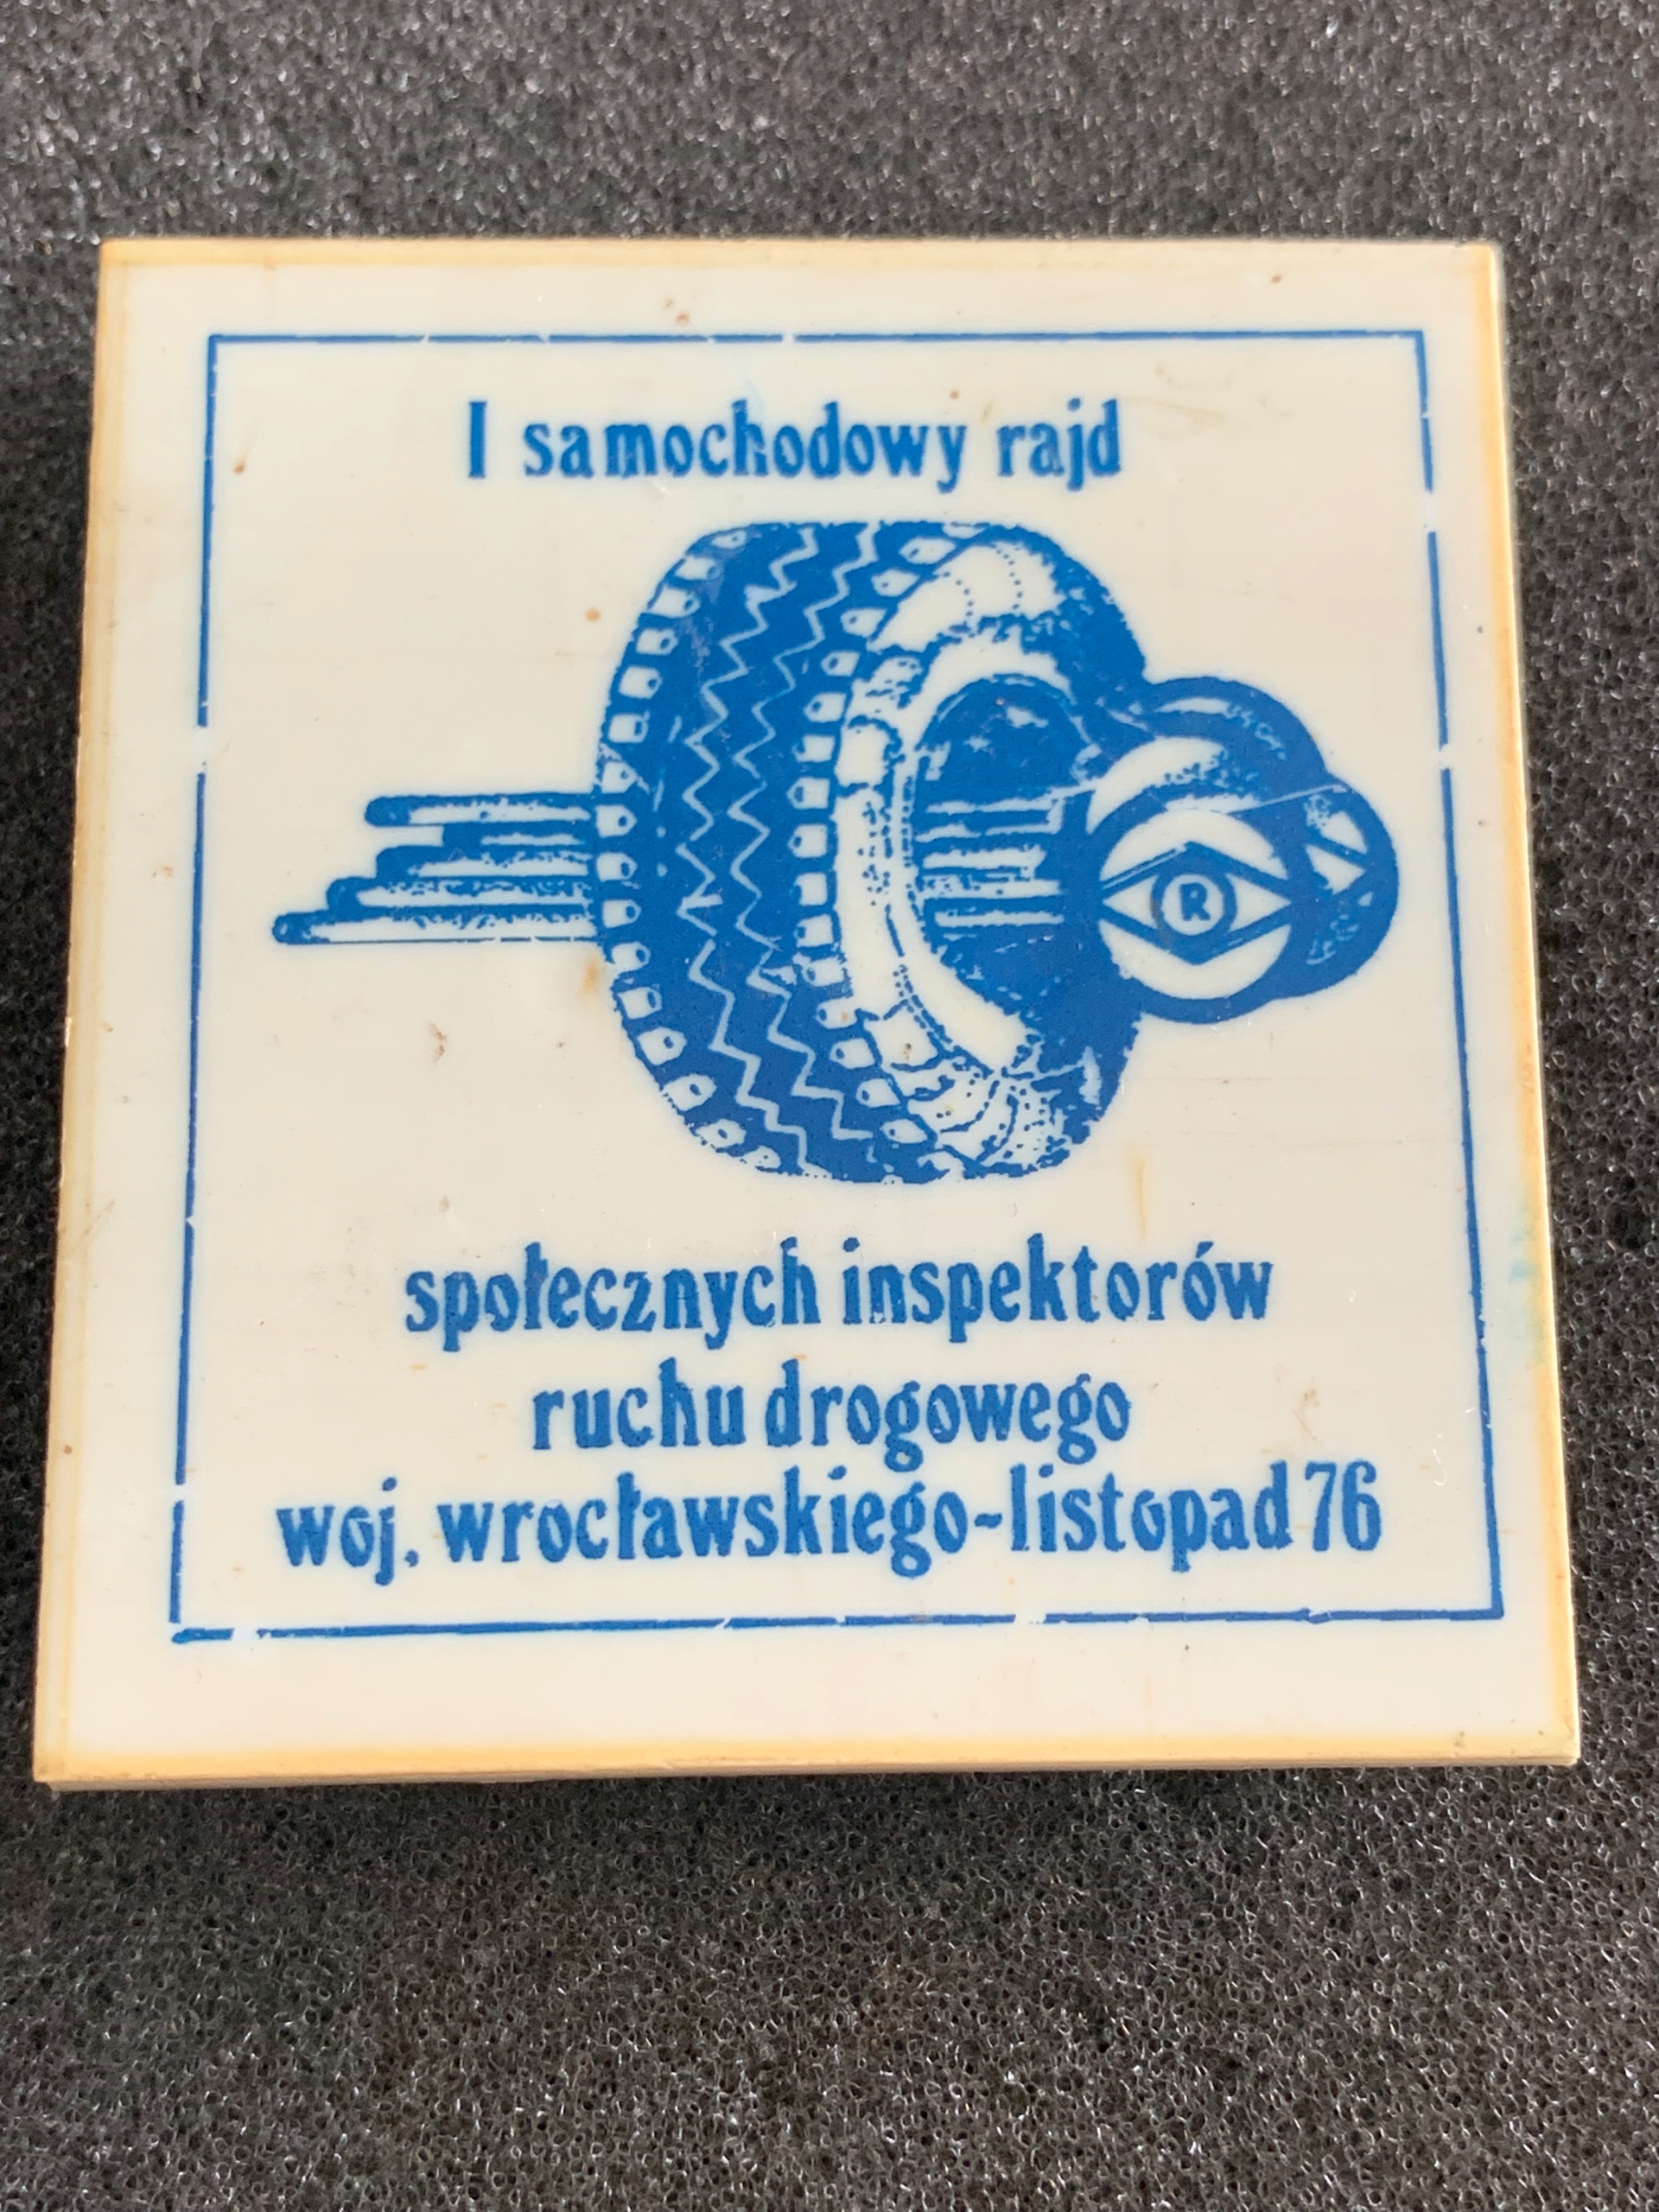 I samochodowy rajd
R
społecznych inspektorów
ruchu drogowego
woj. wrocławskiego-listopad 76